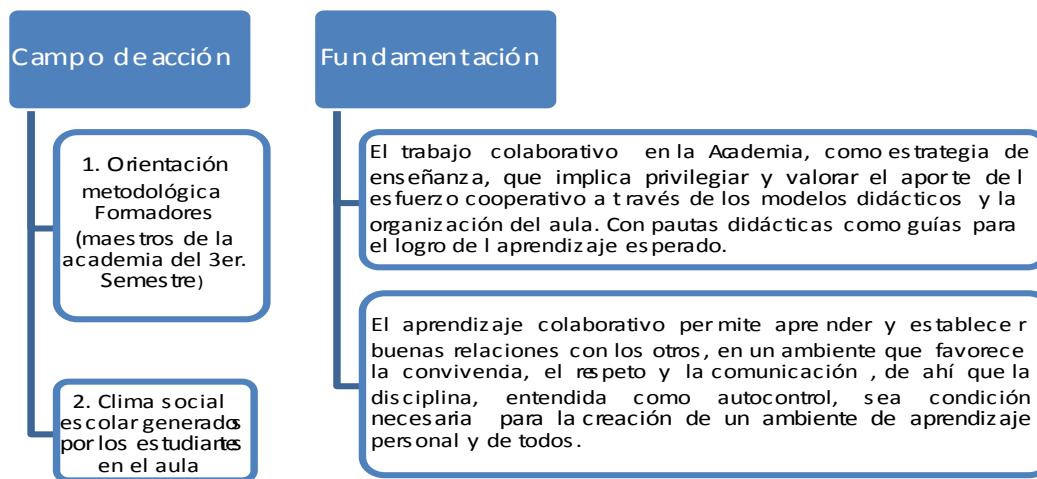 Campo de acción
Fundamentación
1. Orientación
metodológica
Formadores
(maestros de la
academia del 3er.
Semestre)
El trabajo colaborativo en la Academia, como estrategia de
enseñanza, que implica privilegiar y valorar el aporte del
esfuerzo cooperativo a través de los modelos didácticos y la
organización del aula. Con pautas didácticas como guías para
el logro del aprendizaje esperado.
2. Clima social
escolar generados
por los estudiantes
en el aula
El aprendizaje colaborativo permite aprender y establecer
buenas relaciones con los otros, en un ambiente que favorece
la convivencia, el respeto y la comunicación, de ahí que la
disciplina, entendida como autocontrol, sea condición
necesaria para la creación de un ambiente de aprendizaje
personal y de todos.